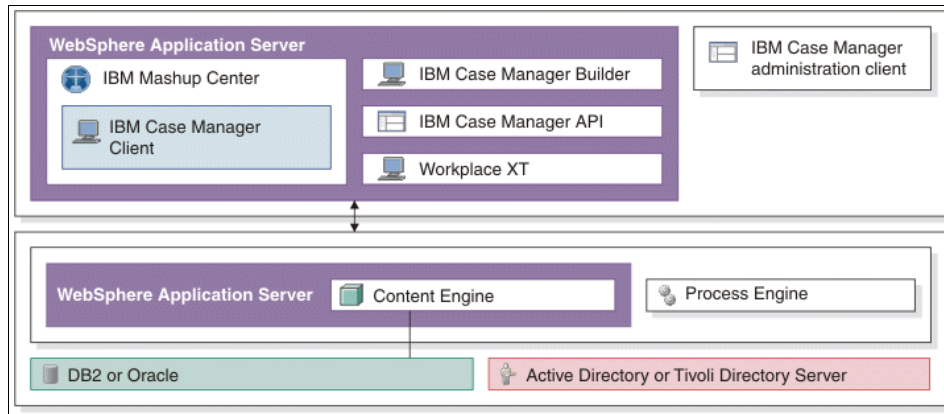 WebSphere Application Server
IBM Mashup Center
IBM Case Manager
Client
IBM Case Manager Builder
IBM Case Manager API
Workplace XT
IBM Case Manager
administration client
WebSphere Application Server
Content Engine
Process Engine
DB2 or Oracle
Active Directory or Tivoli Directory Server